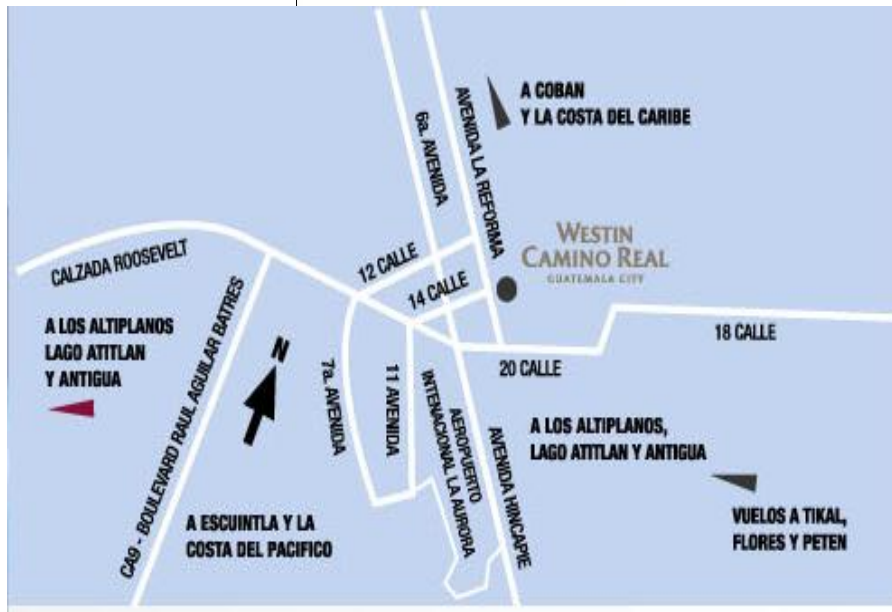 A COBAN
Y LA COSTA DEL CARIBE
6a. AVENIDA
AVENIDA LA REFORMA
WESTIN
CAMINO REAL
GUATEMALA CITY
CALZADA ROOSEVELT
12 CALLE
14 CALLE
18 CALLE
20 CALLE
A LOS ALTIPLANOS
LAGO ATITLAN
Y ANTIGUA
N
CA9 - BOULEVARD RAUL AGUILAR BATRES
7a. AVENIDA
11 AVENIDA
AEROPUERTO
INTENACIONAL LA AURORA
AVENIDA HINCAPIE
A LOS ALTIPLANOS,
LAGO ATITLAN Y ANTIGUA
A ESCUINTLA Y LA
COSTA DEL PACIFICO
VUELOS A TIKAL,
FLORES Y PETEN